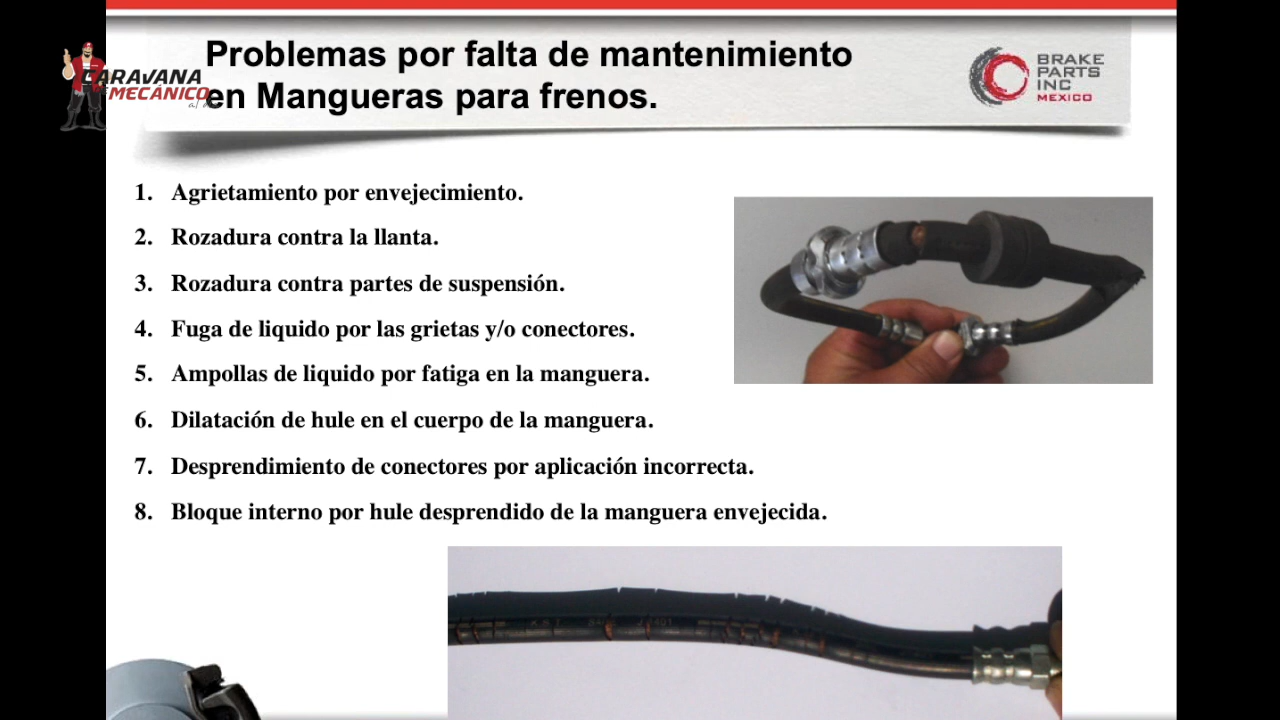 Problemas por falta de mantenimiento
en Mangueras para frenos.
CARAVANA
MECÁNICO
BRAKE
PARTS
INC
MEXICO
1. Agrietamiento por envejecimiento.
2. Rozadura contra la llanta.
3. Rozadura contra partes de suspensión.
4. Fuga de liquido por las grietas y/o conectores.
5. Ampollas de liquido por fatiga en la manguera.
6. Dilatación de hule en el cuerpo de la manguera.
7. Desprendimiento de conectores por aplicación incorrecta.
8. Bloque interno por hule desprendido de la manguera envejecida.